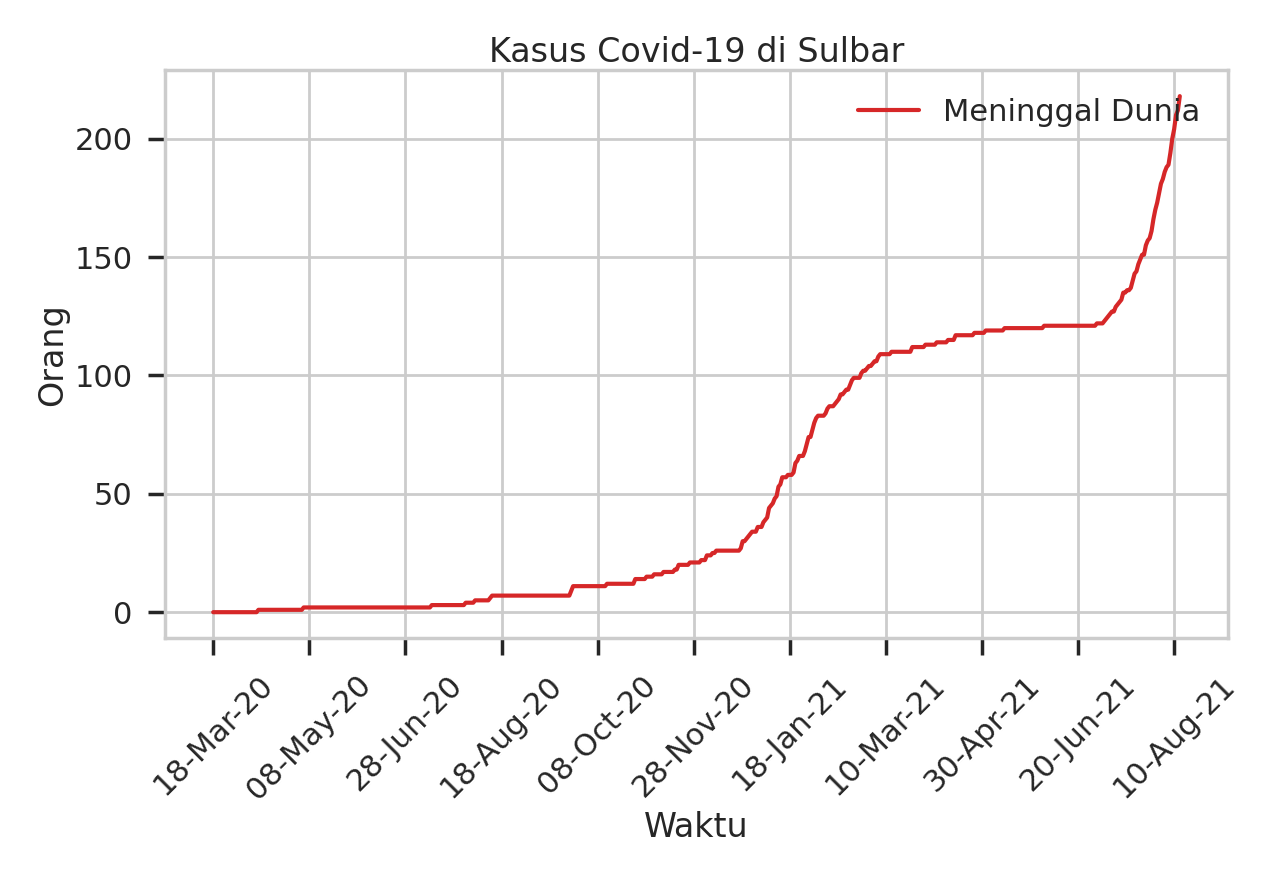 Kasus Covid-19 di Sulbar
Meninggal Dunia
200
150
100
50
0
Orang
18-Mar-20
08-May-20
28-Jun-20
18-Aug-20
08-Oct-20
28-Nov-20
18-Jan-21
10-Mar-21
30-Apr-21
20-Jun-21
10-Aug-21
Waktu